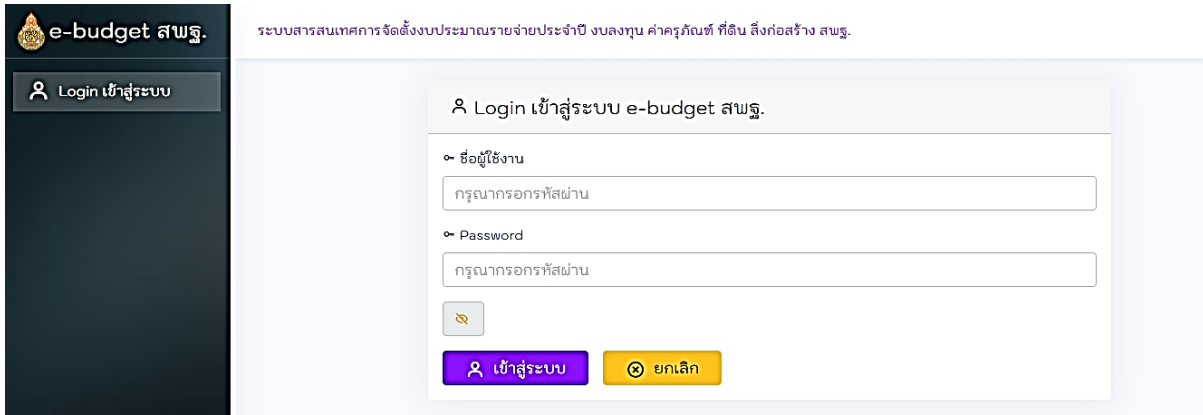 e-budget สพฐ.
ระบบสารสนเทศการจัดตั้งงบประมาณรายจ่ายประจำปี งบลงทุน ค่าครุภัณฑ์ ที่ดิน สิ่งก่อสร้าง สพฐ.
Login เข้าสู่ระบบ
Login เข้าสู่ระบบ e-budget สพฐ.
ชื่อผู้ใช้งาน
กรุณากรอกรหัสผ่าน
Password
กรุณากรอกรหัสผ่าน
เข้าสู่ระบบ
ยกเลิก